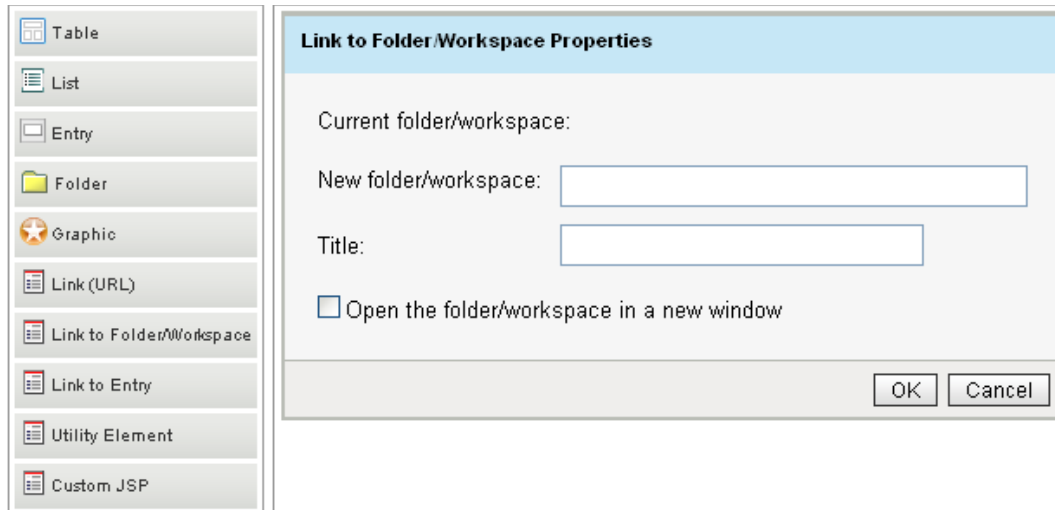 Table
List
Entry
Folder
Graphic
Link (URL)
Link to Folder/Workspace
Link to Entry
Utility Element
Custom JSP
Link to Folder/Workspace Properties
Current folder/workspace:
New folder/workspace:
Title:
Open the folder/workspace in a new window
OK Cancel